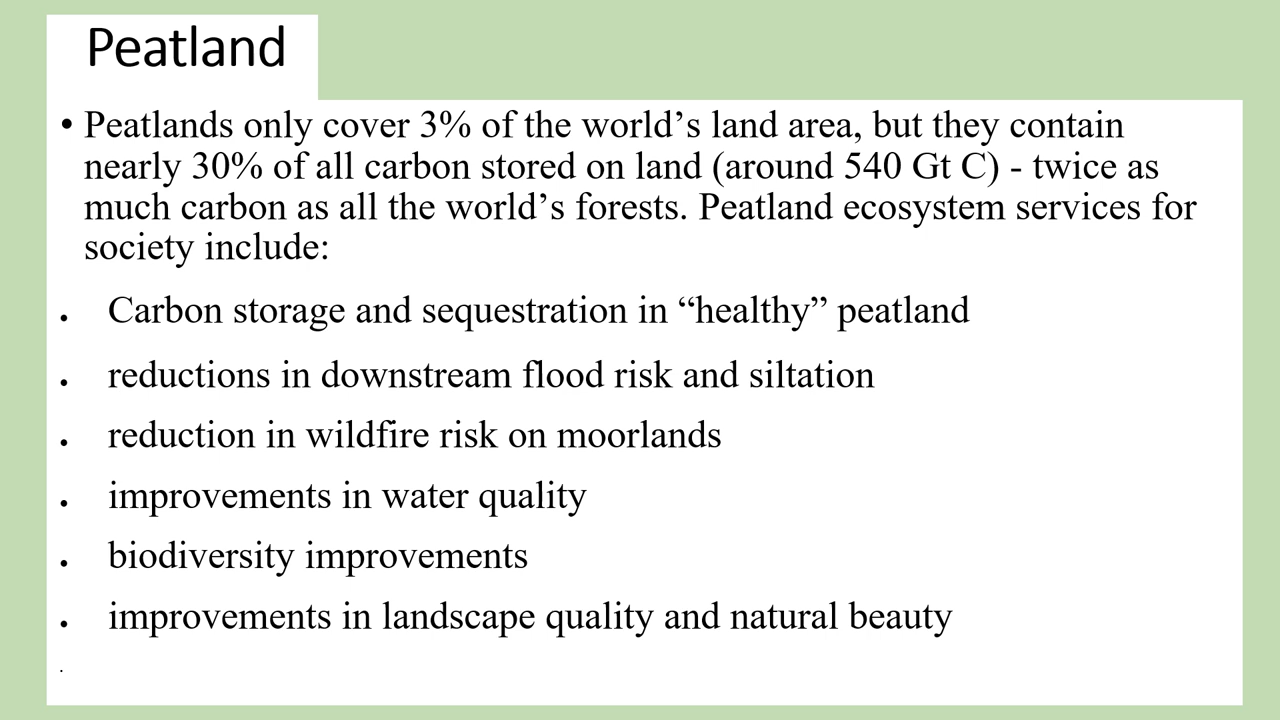 Peatland
• Peatlands only cover 3% of the world’s land area, but they contain
nearly 30% of all carbon stored on land (around 540 Gt C) - twice as
much carbon as all the world’s forests. Peatland ecosystem services for
society include:
• Carbon storage and sequestration in “healthy” peatland
• reductions in downstream flood risk and siltation
• reduction in wildfire risk on moorlands
• improvements in water quality
• biodiversity improvements
• improvements in landscape quality and natural beauty
.